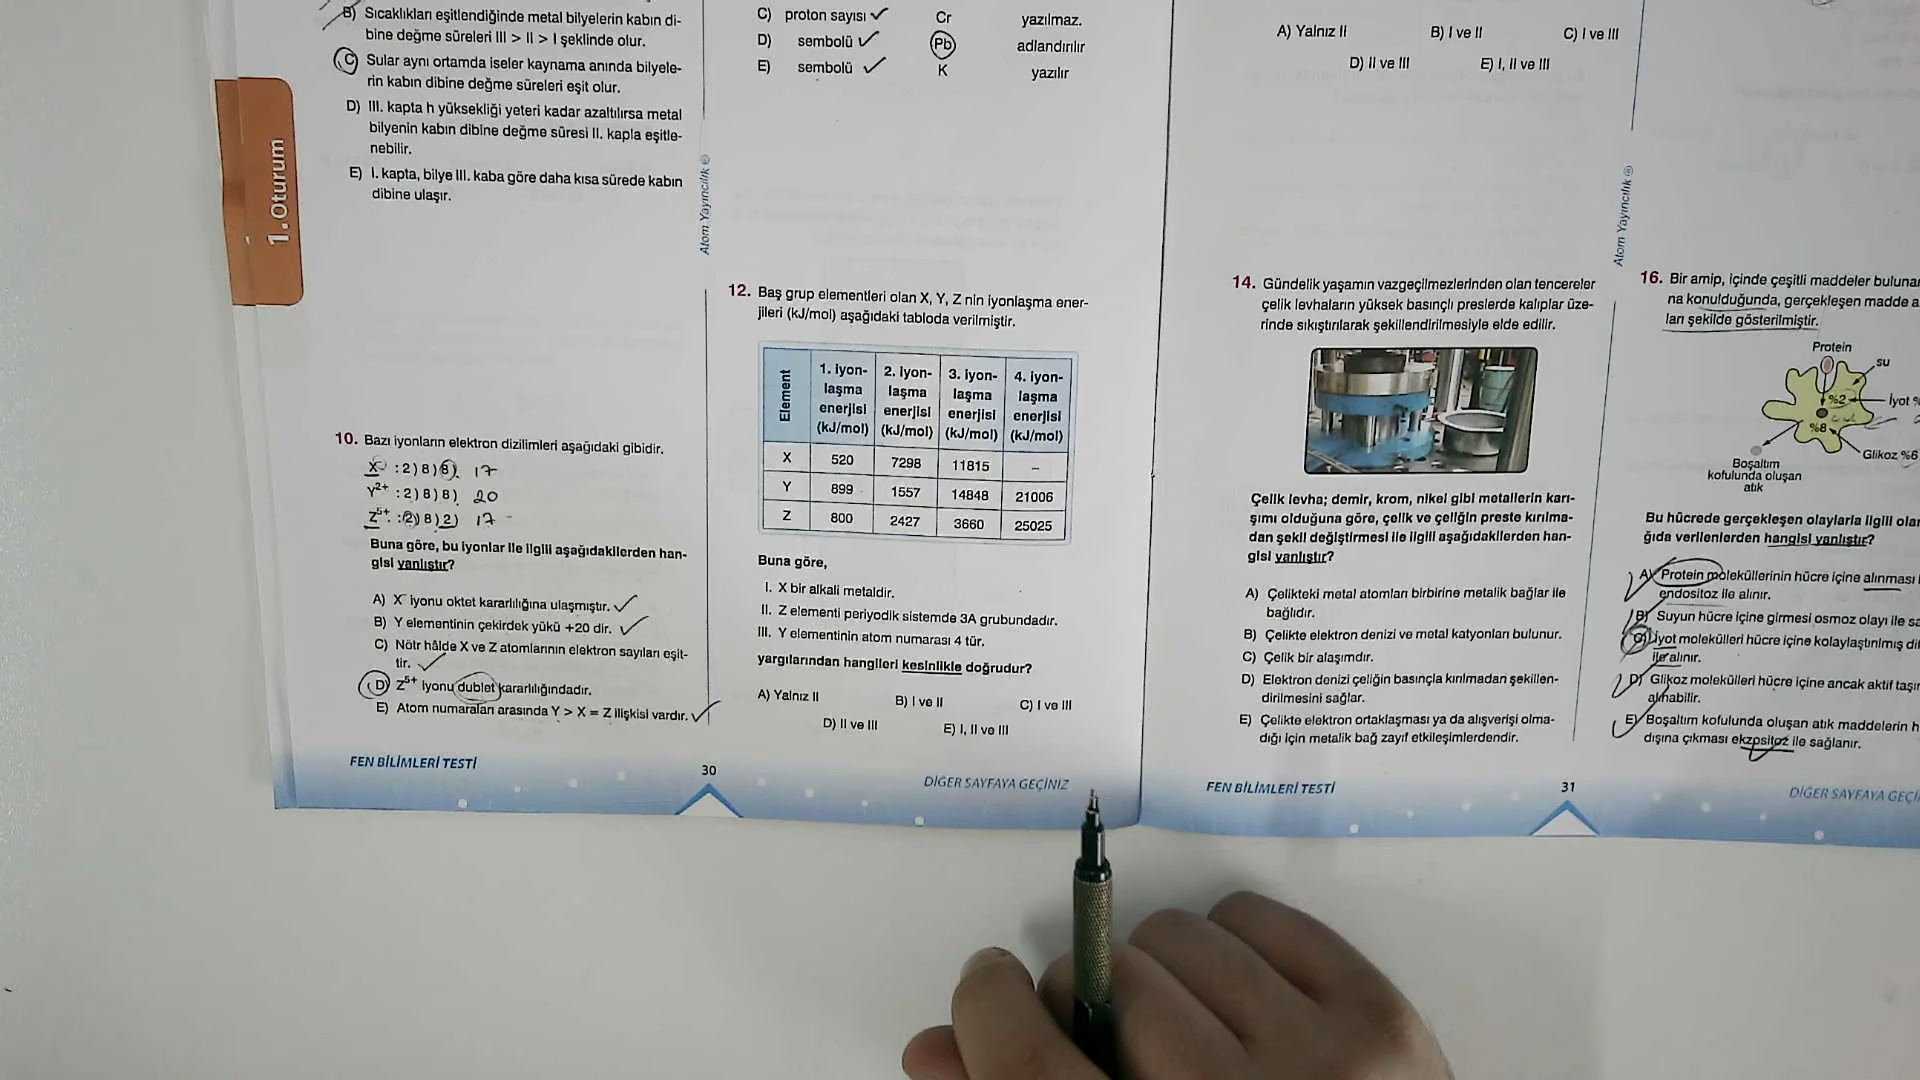 1. Oturum
B) Sıcaklıkları eşitlendiğinde metal bilyelerin kabın di-
bine değme süreleri III > II > I şeklinde olur.
C) Sular aynı ortamda iseler kaynama anında bilyele-
rin kabın dibine değme süreleri eşit olur.
D) III. kapta h yüksekliği yeteri kadar azaltılırsa metal
bilyenin kabın dibine değme süresi II. kapla eşitle-
nebilir.
E) I. kapta, bilye III. kaba göre daha kısa sürede kabın
dibine ulaşır.
10. Bazı iyonların elektron dizilimleri aşağıdaki gibidir.
X⁻ : 2) 8) 8) 17
Y²⁺ : 2) 8) 8) 20
Z⁵⁺ : 2) 8) 2) 17
Buna göre, bu iyonlar ile ilgili aşağıdakilerden han-
gisi yanlıştır?
A) X⁻ iyonu oktet kararlılığına ulaşmıştır.
B) Y elementinin çekirdek yükü +20 dir.
C) Nötr hâlde X ve Z atomlarının elektron sayıları eşit-
tir.
D) Z⁵⁺ iyonu dublet kararlılığındadır.
E) Atom numaraları arasında Y > X = Z ilişkisi vardır.
FEN BİLİMLERİ TESTİ
30
Atom Yayıncılık ®
C) proton sayısı Cr yazılmaz.
D) sembolü Pb adlandırılır
E) sembolü K yazılır
12. Baş grup elementleri olan X, Y, Z nin iyonlaşma ener-
jileri (kJ/mol) aşağıdaki tabloda verilmiştir.
Element
1. iyon- 2. iyon- 3. iyon- 4. iyon-
laşma laşma laşma laşma
enerjisi enerjisi enerjisi enerjisi
(kJ/mol) (kJ/mol) (kJ/mol) (kJ/mol)
X 520 7298 11815 –
Y 899 1557 14848 21006
Z 800 2427 3660 25025
Buna göre,
I. X bir alkali metaldir.
II. Z elementi periyodik sistemde 3A grubundadır.
III. Y elementinin atom numarası 4 tür.
yargılarından hangileri kesinlikle doğrudur?
A) Yalnız II B) I ve II C) I ve III
D) II ve III E) I, II ve III
DİĞER SAYFAYA GEÇİNİZ
A) Yalnız II B) I ve II C) I ve III
D) II ve III E) I, II ve III
14. Gündelik yaşamın vazgeçilmezlerinden olan tencereler
çelik levhaların yüksek basınçlı preslerde kalıplar üze-
rinde sıkıştırılarak şekillendirilmesiyle elde edilir.
Çelik levha; demir, krom, nikel gibi metallerin karı-
şımı olduğuna göre, çelik ve çeliğin preste kırılma-
dan şekil değiştirmesi ile ilgili aşağıdakilerden han-
gisi yanlıştır?
A) Çelikteki metal atomları birbirine metalik bağlar ile
bağlıdır.
B) Çelikte elektron denizi ve metal katyonları bulunur.
C) Çelik bir alaşımdır.
D) Elektron denizi çeliğin basınçla kırılmadan şekillen-
dirilmesini sağlar.
E) Çelikte elektron ortaklaşması ya da alışverişi olma-
dığı için metalik bağ zayıf etkileşimlerdendir.
FEN BİLİMLERİ TESTİ
31
Atom Yayıncılık ®
16. Bir amip, içinde çeşitli maddeler
na konulduğunda, gerçekleşen madde
ları şekilde gösterilmiştir.
Protein
su
%2
İyot
%8
Glikoz %6
Boşaltım
kofulunda oluşan
atık
Bu hücrede gerçekleşen olaylarla ilgili
ğıda verilenlerden hangisi yanlıştır?
A) Protein moleküllerinin hücre içine alınması
endositoz ile alınır.
B) Suyun hücre içine girmesi osmoz olayı ile
C) İyot molekülleri hücre içine kolaylaştırılmış
ile alınır.
D) Glikoz molekülleri hücre içine ancak aktif
alınabilir.
E) Boşaltım kofulunda oluşan atık maddelerin
dışına çıkması ekzositoz ile sağlanır.
DİĞER SAYFAYA